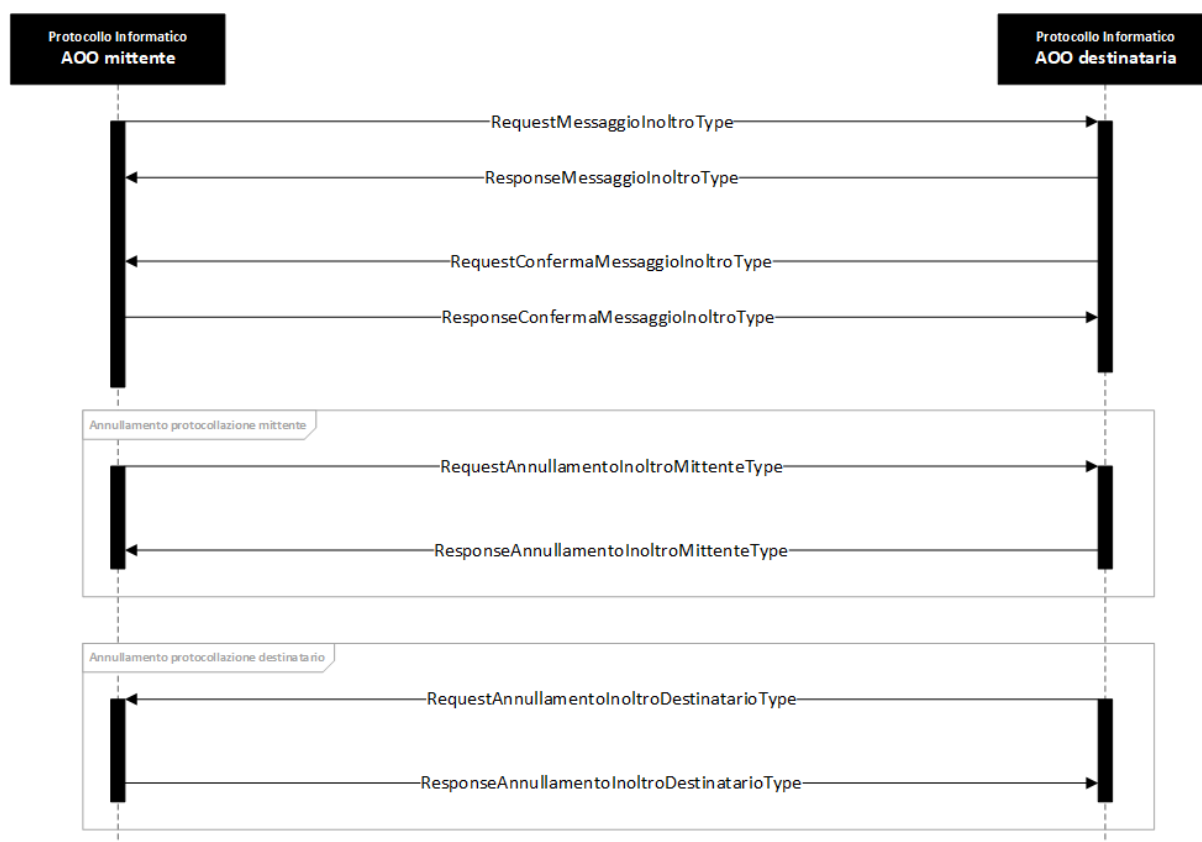 Protocollo Informatico
AOO mittente
Protocollo Informatico
AOO destinataria
RequestMessaggioInoltroType
ResponseMessaggioInoltroType
RequestConfermaMessaggioInoltroType
ResponseConfermaMessaggioInoltroType
Annullamento protocollazione mittente
RequestAnnullamentoInoltroMittenteType
ResponseAnnullamentoInoltroMittenteType
Annullamento protocollazione destinatario
RequestAnnullamentoInoltroDestinatarioType
ResponseAnnullamentoInoltroDestinatarioType